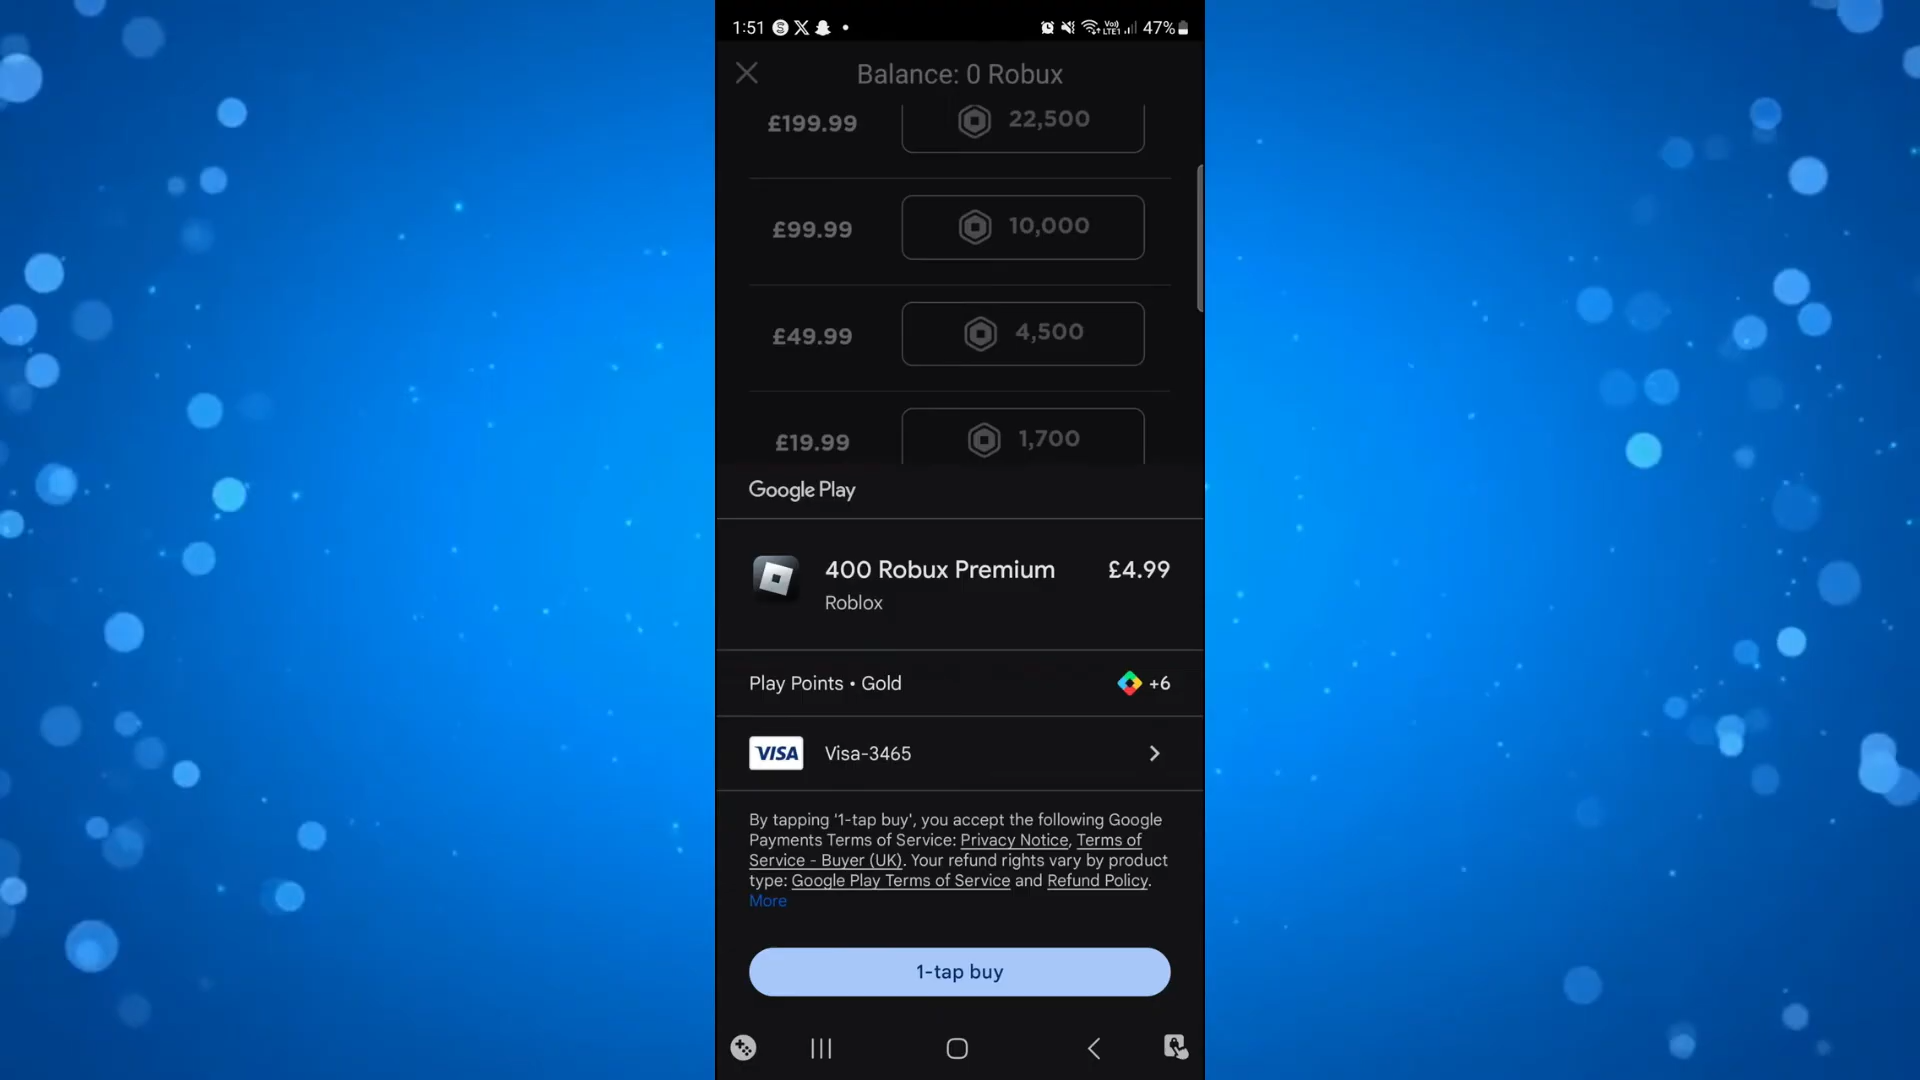 1:51
47%
Balance: 0 Robux
£199.99 22,500
£99.99 10,000
£49.99 4,500
£19.99 1,700
Google Play
400 Robux Premium £4.99
Roblox
Play Points • Gold +6
VISA Visa-3465
By tapping '1-tap buy', you accept the following Google
Payments Terms of Service: Privacy Notice, Terms of
Service - Buyer (UK). Your refund rights vary by product
type: Google Play Terms of Service and Refund Policy.
More
1-tap buy